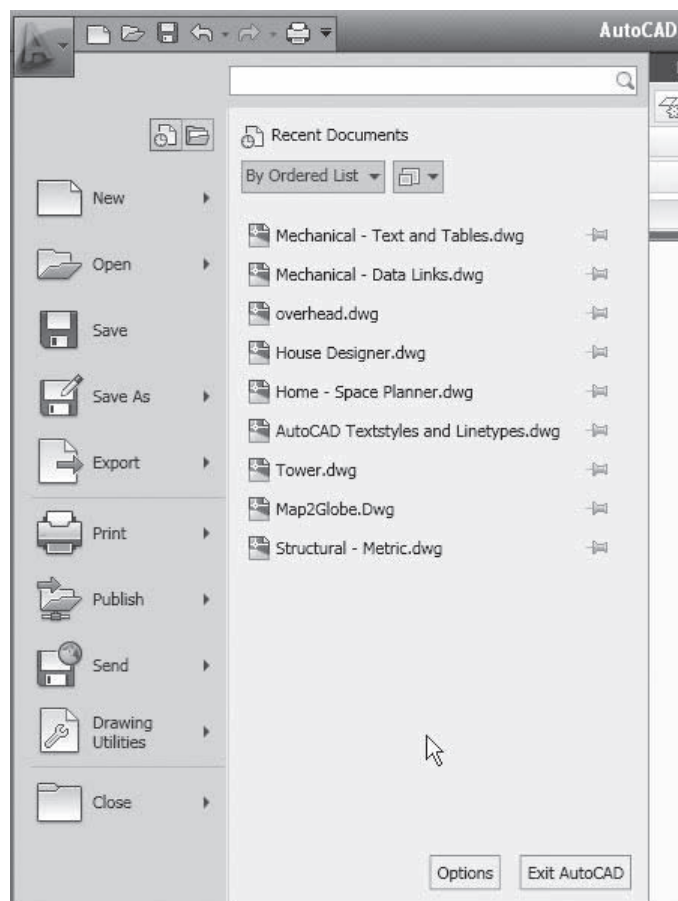 AutoCAD
Recent Documents
By Ordered List
New
Open
Save
Save As
Export
Print
Publish
Send
Drawing
Utilities
Close
Mechanical - Text and Tables.dwg
Mechanical - Data Links.dwg
overhead.dwg
House Designer.dwg
Home - Space Planner.dwg
AutoCAD Textstyles and Linetypes.dwg
Tower.dwg
Map2Globe.Dwg
Structural - Metric.dwg
Options
Exit AutoCAD